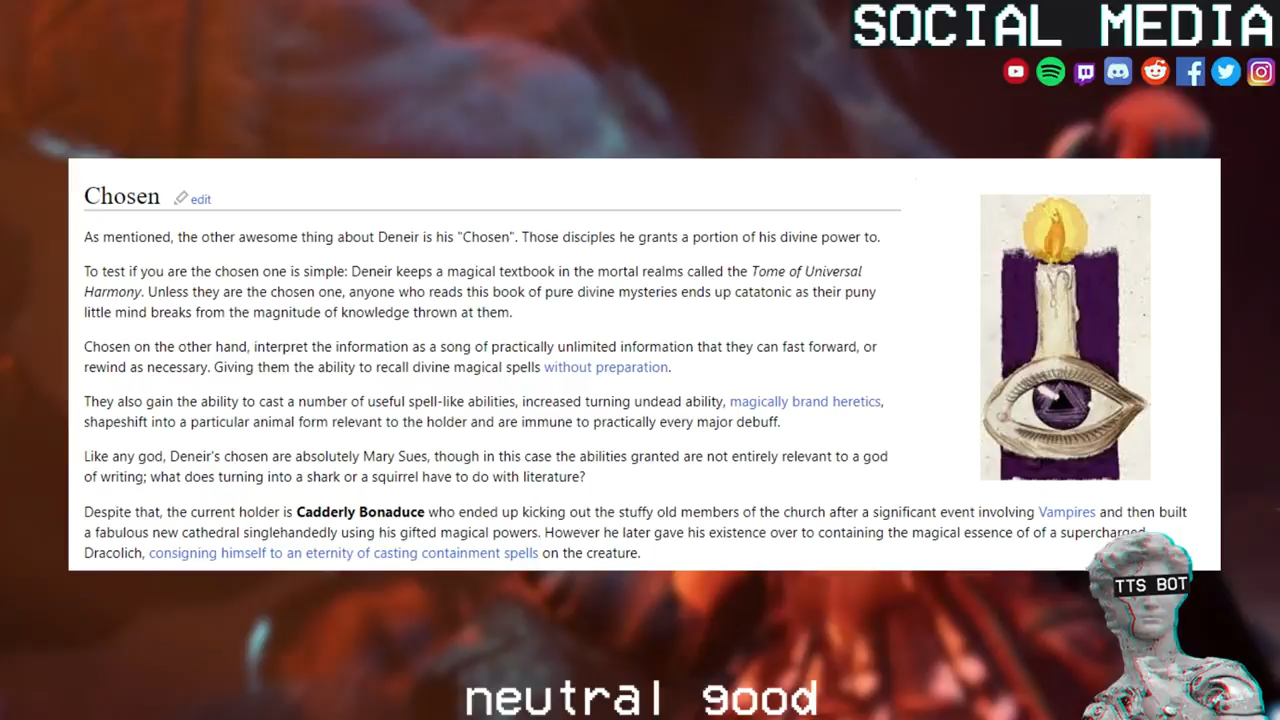 SOCIAL MEDIA
Chosen edit
As mentioned, the other awesome thing about Deneir is his "Chosen". Those disciples he grants a portion of his divine power to.
To test if you are the chosen one is simple: Deneir keeps a magical textbook in the mortal realms called the Tome of Universal
Harmony. Unless they are the chosen one, anyone who reads this book of pure divine mysteries ends up catatonic as their puny
little mind breaks from the magnitude of knowledge thrown at them.
Chosen on the other hand, interpret the information as a song of practically unlimited information that they can fast forward, or
rewind as necessary. Giving them the ability to recall divine magical spells without preparation.
They also gain the ability to cast a number of useful spell-like abilities, increased turning undead ability, magically brand heretics,
shapeshift into a particular animal form relevant to the holder and are immune to practically every major debuff.
Like any god, Deneir's chosen are absolutely Mary Sues, though in this case the abilities granted are not entirely relevant to a god
of writing; what does turning into a shark or a squirrel have to do with literature?
Despite that, the current holder is Cadderly Bonaduce who ended up kicking out the stuffy old members of the church after a significant event involving Vampires and then built
a fabulous new cathedral singlehandedly using his gifted magical powers. However he later gave his existence over to containing the magical essence of of a supercharged
Dracolich, consigning himself to an eternity of casting containment spells on the creature.
TTS BOT
neutral good